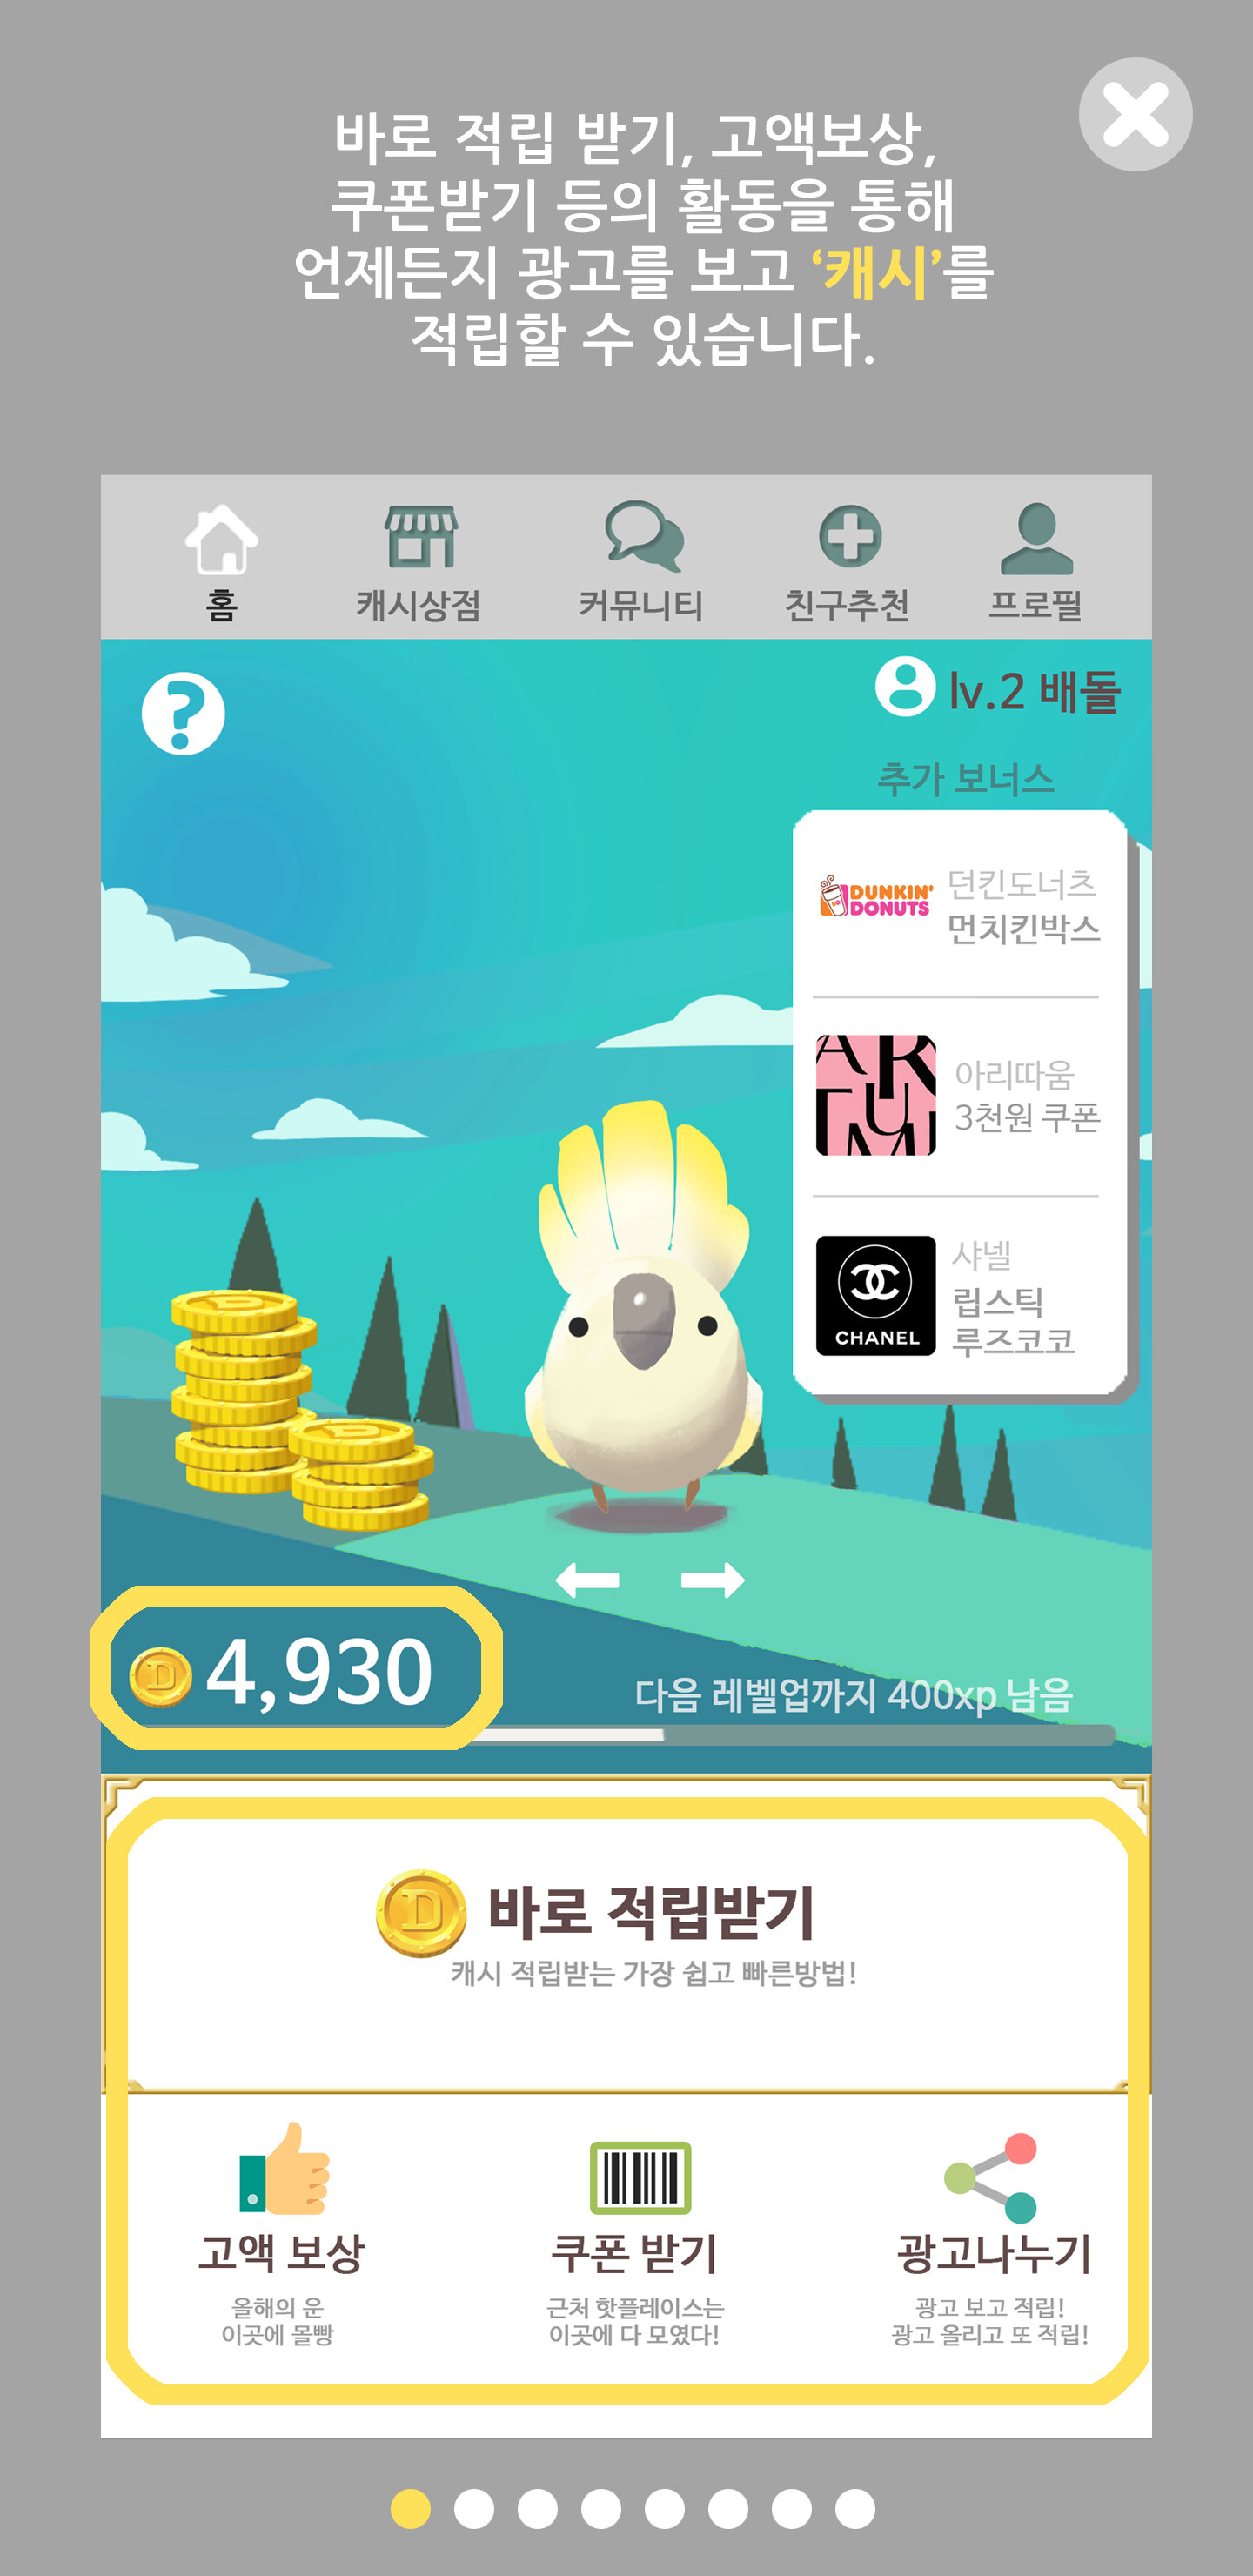 바로 적립 받기, 고액보상,
쿠폰받기 등의 활동을 통해
언제든지 광고를 보고 ‘캐시’를
적립할 수 있습니다.
홈
캐시상점
커뮤니티
친구추천
프로필
?
lv.2 배돌
추가 보너스
DUNKIN'
DONUTS
던킨도너츠
먼치킨박스
아리따움
3천원 쿠폰
CHANEL
샤넬
립스틱
루즈코코
D 4,930
다음 레벨업까지 400xp 남음
D 바로 적립받기
캐시 적립받는 가장 쉽고 빠른방법!
고액 보상
올해의 운
이곳에 몰빵
쿠폰 받기
근처 핫플레이스는
이곳에 다 모였다!
광고나누기
광고 보고 적립!
광고 올리고 또 적립!